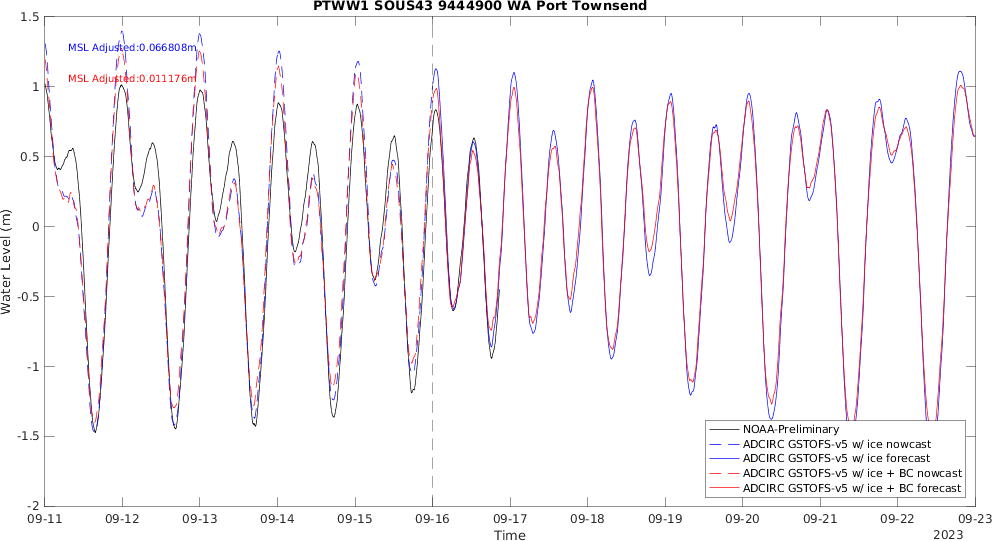 PTWW1 SOUS43 9444900 WA Port Townsend
1.5
MSL Adjusted:0.066808m
MSL Adjusted:0.011176m
1
0.5
0
-0.5
-1
-1.5
-2
Water Level (m)
NOAA-Preliminary
ADCIRC GSTOFS-v5 w/ ice nowcast
ADCIRC GSTOFS-v5 w/ ice forecast
ADCIRC GSTOFS-v5 w/ ice + BC nowcast
ADCIRC GSTOFS-v5 w/ ice + BC forecast
09-11 09-12 09-13 09-14 09-15 09-16 09-17 09-18 09-19 09-20 09-21 09-22 09-23
Time
2023